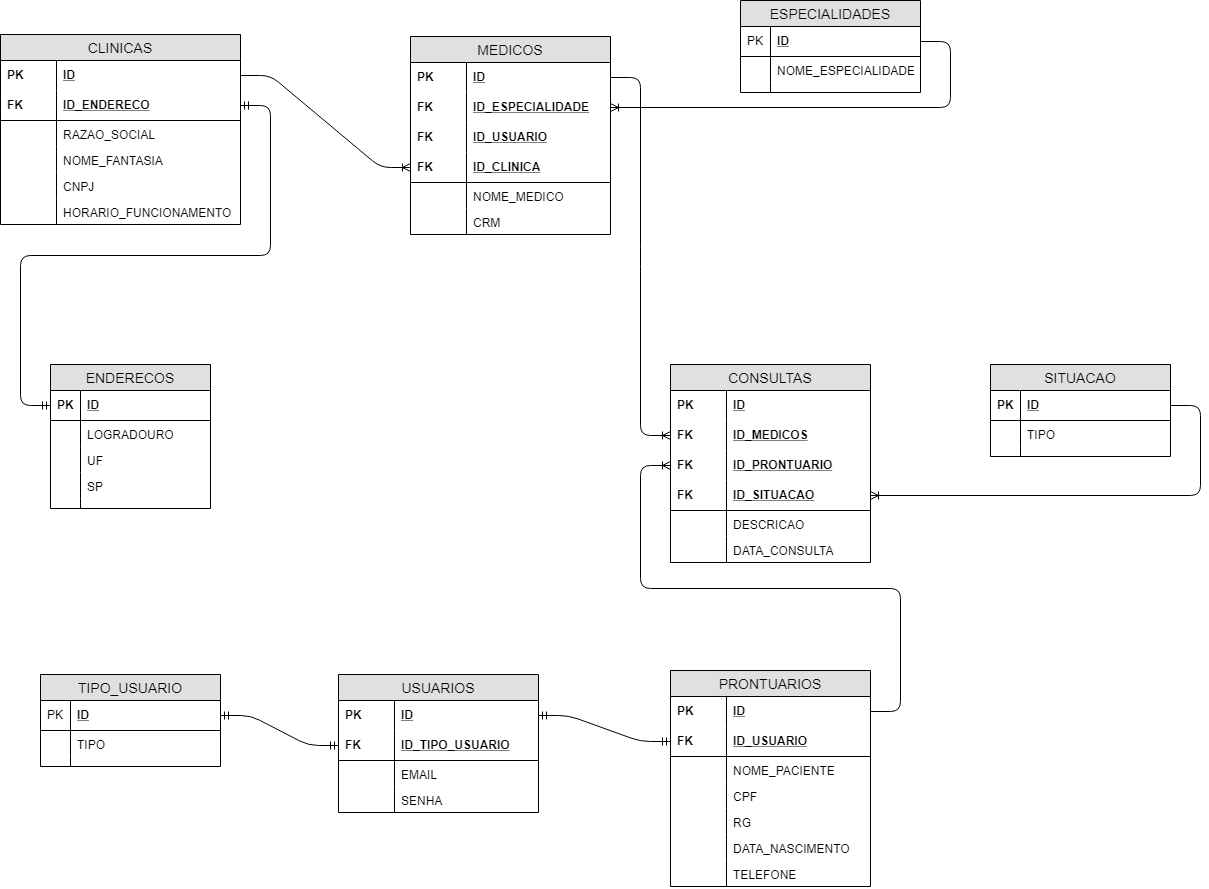 CLINICAS
PK ID
FK ID_ENDERECO
RAZAO_SOCIAL
NOME_FANTASIA
CNPJ
HORARIO_FUNCIONAMENTO
MEDICOS
PK ID
FK ID_ESPECIALIDADE
FK ID_USUARIO
FK ID_CLINICA
NOME_MEDICO
CRM
ESPECIALIDADES
PK ID
NOME_ESPECIALIDADE
ENDERECOS
PK ID
LOGRADOURO
UF
SP
CONSULTAS
PK ID
FK ID_MEDICOS
FK ID_PRONTUARIO
FK ID_SITUACAO
DESCRICAO
DATA_CONSULTA
SITUACAO
PK ID
TIPO
TIPO_USUARIO
PK ID
TIPO
USUARIOS
PK ID
FK ID_TIPO_USUARIO
EMAIL
SENHA
PRONTUARIOS
PK ID
FK ID_USUARIO
NOME_PACIENTE
CPF
RG
DATA_NASCIMENTO
TELEFONE